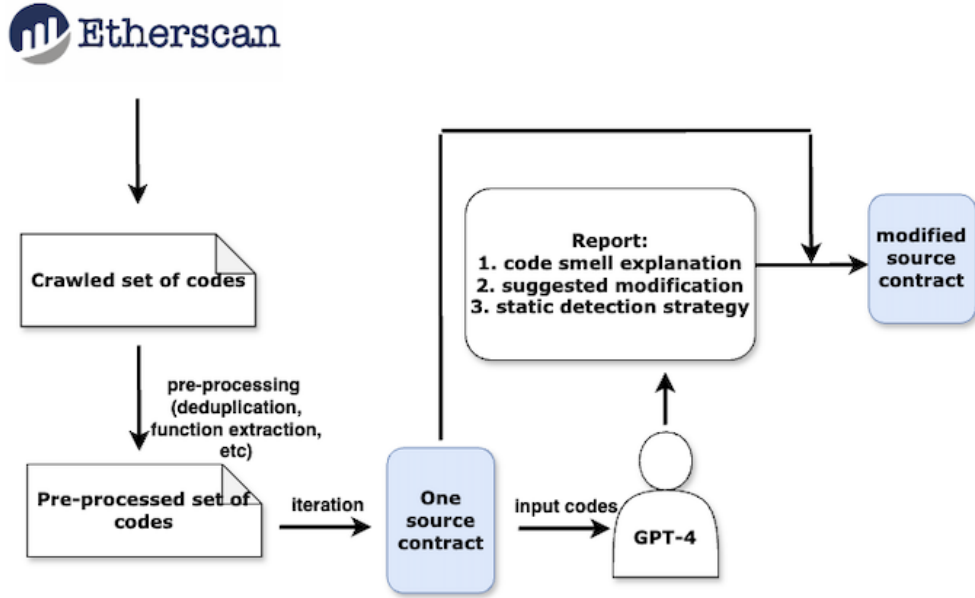 Etherscan
Crawled set of codes
pre-processing
(deduplication,
function extraction,
etc)
Pre-processed set of
codes
iteration
One
source
contract
input codes
GPT-4
Report:
1. code smell explanation
2. suggested modification
3. static detection strategy
modified
source
contract